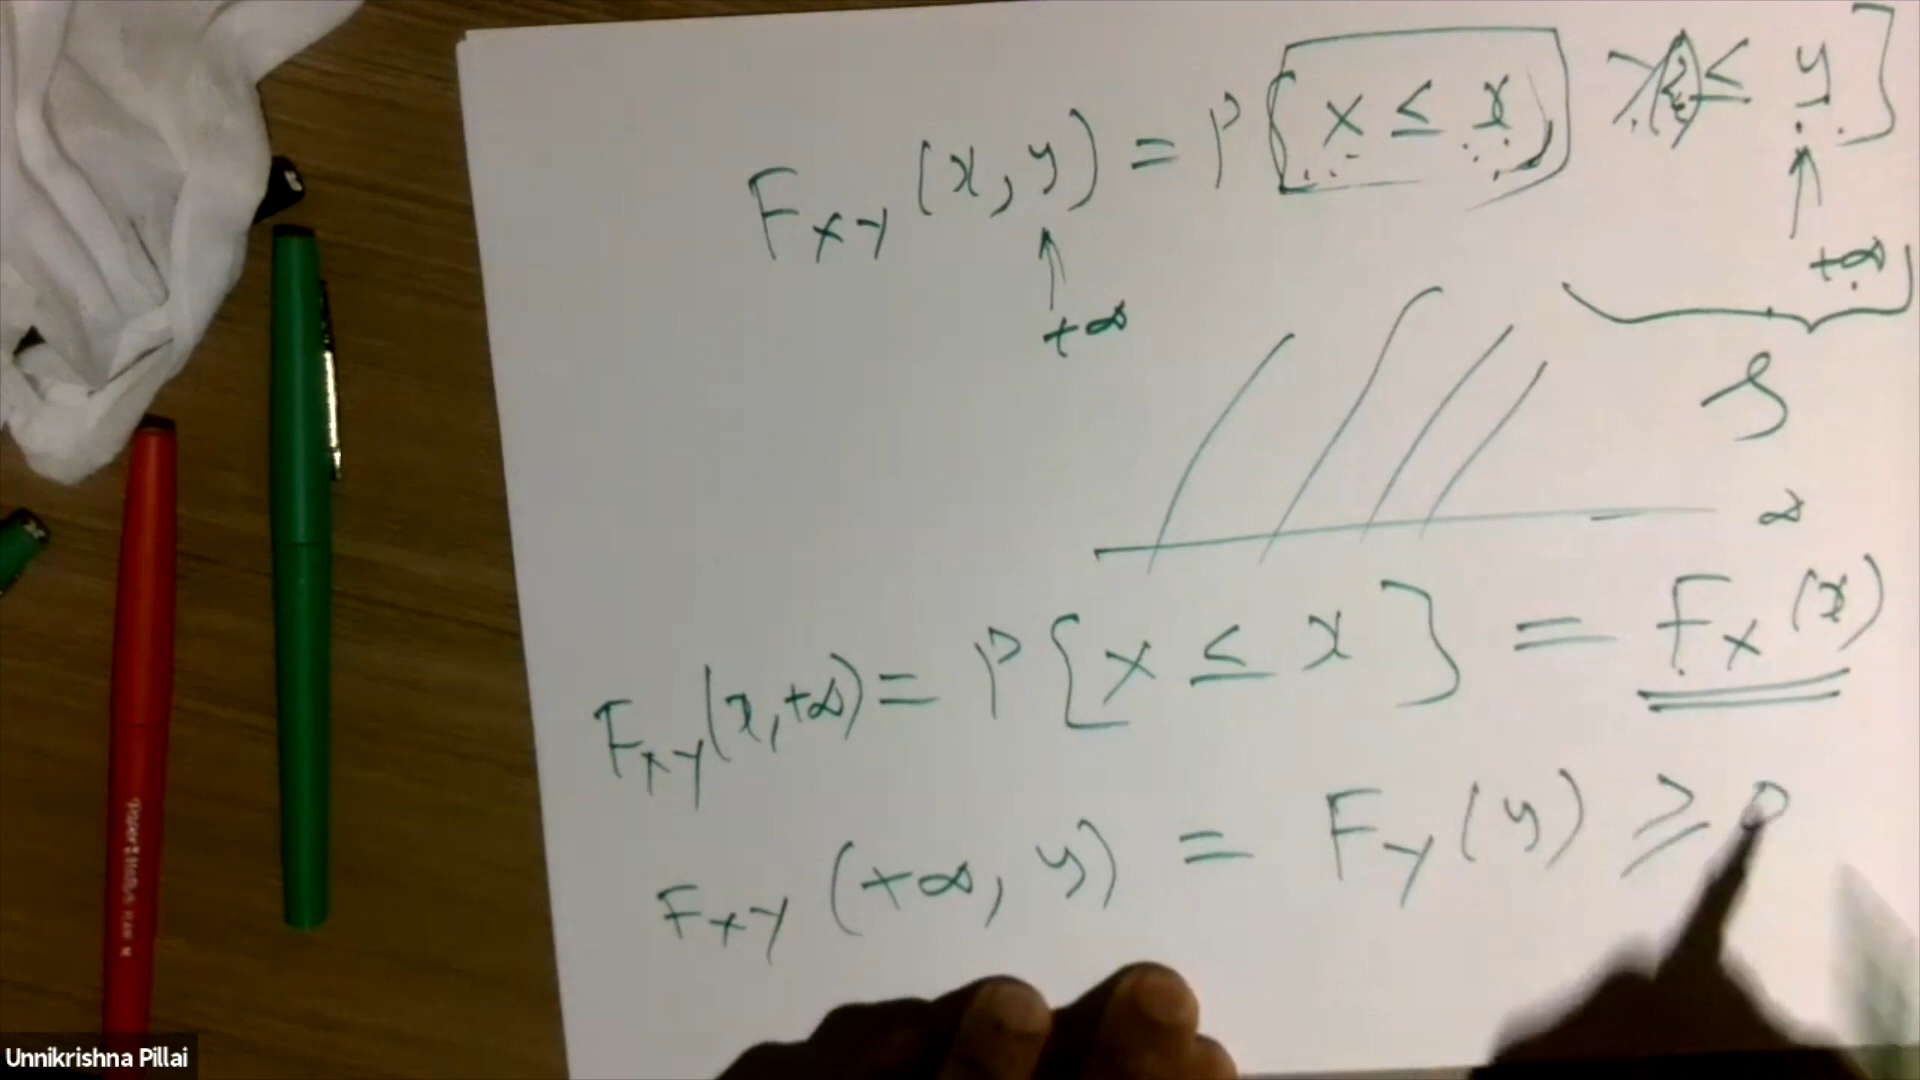 F_XY (x, y) = P[ X ≤ x, Y ≤ y ]
+∞ +∞
S
∞
F_XY (x, +∞) = P[ X ≤ x ] = F_X (x)
F_XY (+∞, y) = F_Y (y) ≥ 0
Unnikrishna Pillai